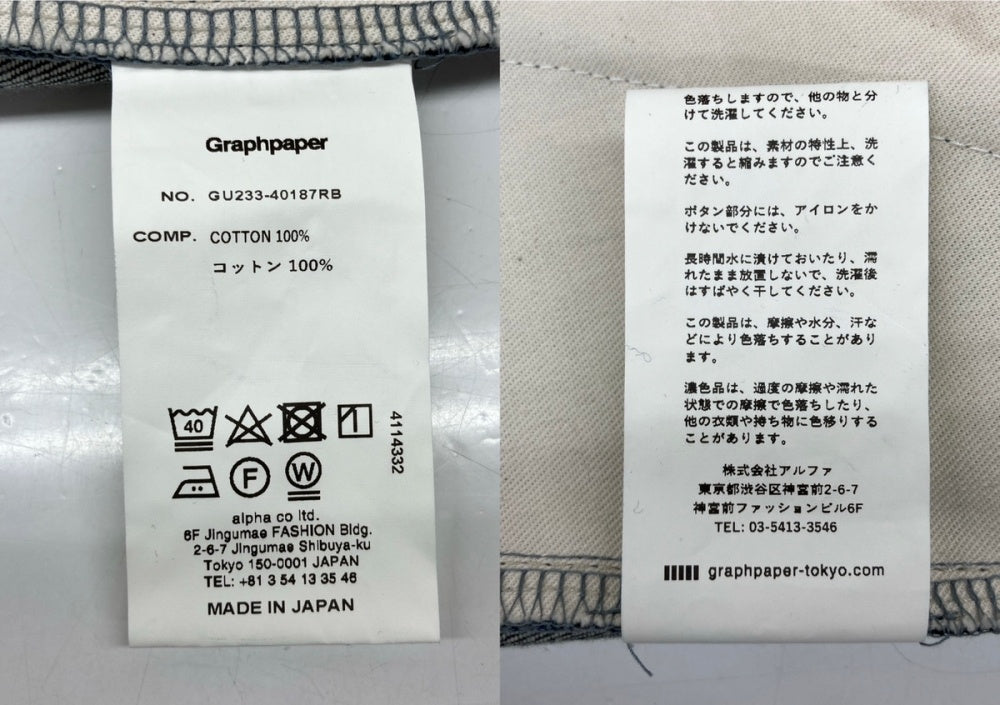 Graphpaper
NO. GU233-40187RB
COMP. COTTON 100%
コットン 100%
40
4114332
F
W
alpha co ltd.
6F Jingumae FASHION Bldg.
2-6-7 Jingumae Shibuya-ku
Tokyo 150-0001 JAPAN
TEL: +81 3 54 13 35 46
MADE IN JAPAN
色落ちしますので、他の物と分
けて洗濯してください。
この製品は、素材の特性上、洗
濯すると縮みますのでご注意く
ださい。
ボタン部分には、アイロンをか
けないでください。
長時間水に漬けておいたり、濡
れたまま放置しないで、洗濯後
はすばやく干してください。
この製品は、摩擦や水分、汗な
どにより色落ちすることがあり
ます。
濃色品は、過度の摩擦や濡れた
状態での摩擦で色落ちしたり、
他の衣類や持ち物に色移りする
ことがあります。
株式会社アルファ
東京都渋谷区神宮前2-6-7
神宮前ファッションビル6F
TEL: 03-5413-3546
graphpaper-tokyo.com